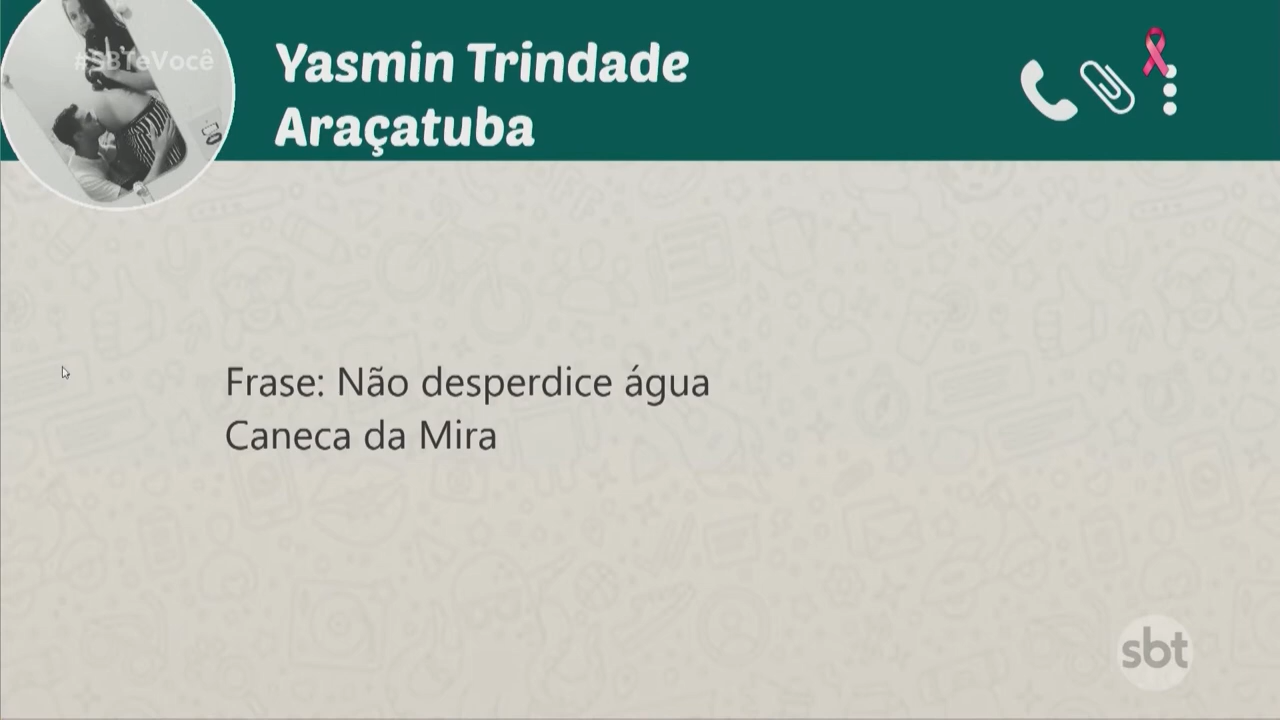 #SBTeVocê
Yasmin Trindade
Araçatuba
Frase: Não desperdice água
Caneca da Mira
sbt